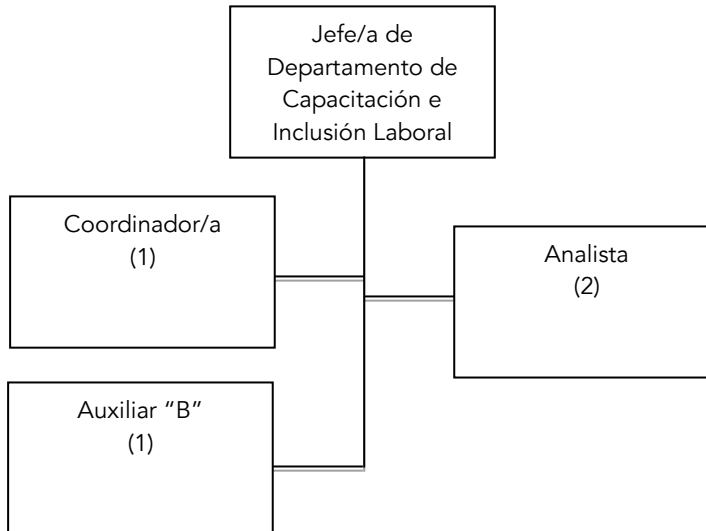 Jefe/a de
Departamento de
Capacitación e
Inclusión Laboral
Coordinador/a
(1)
Analista
(2)
Auxiliar “B”
(1)